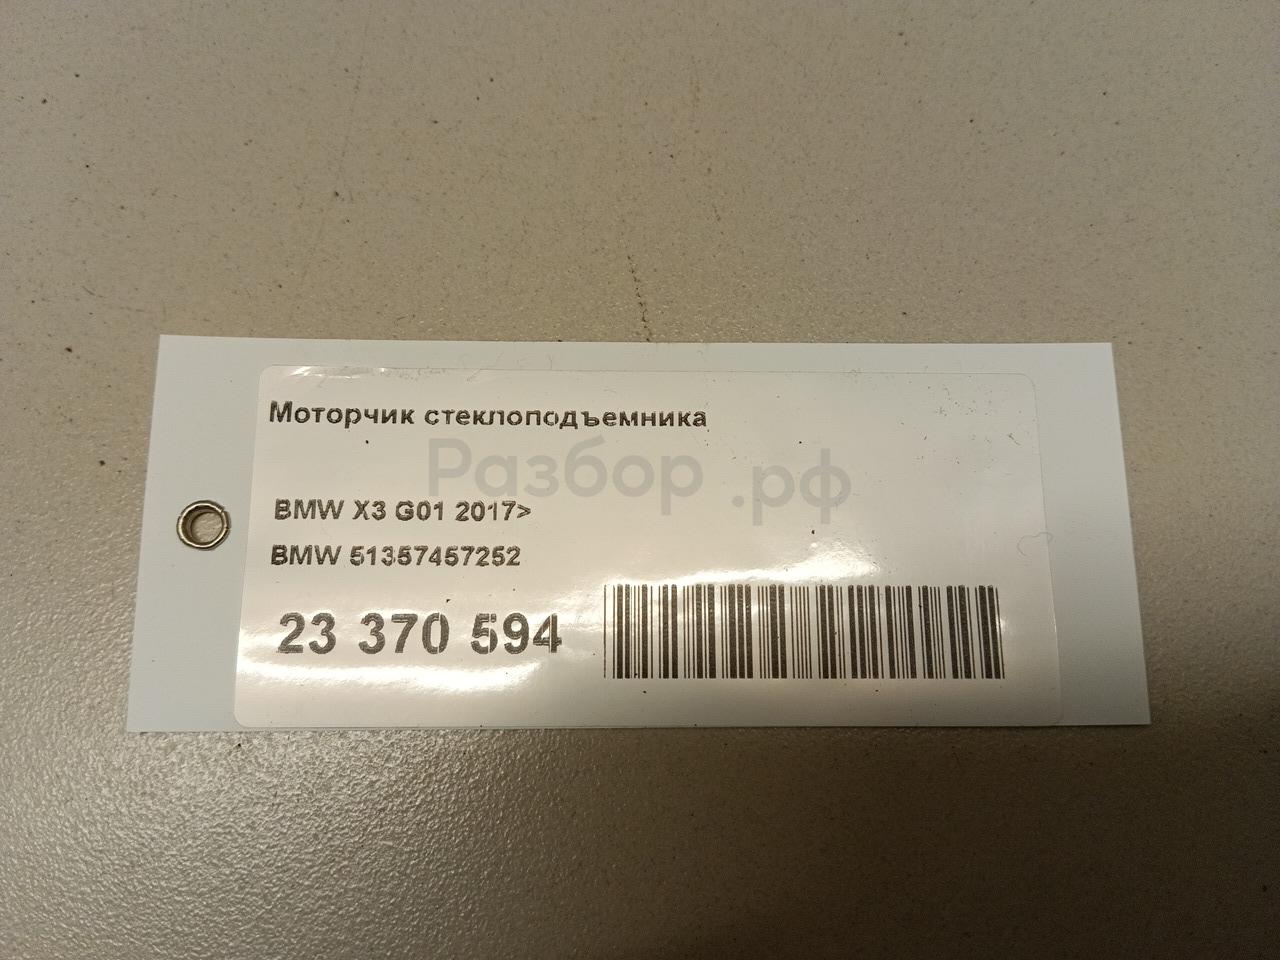 Моторчик стеклоподъемника
Разбор.рф
BMW X3 G01 2017>
BMW 51357457252
23 370 594